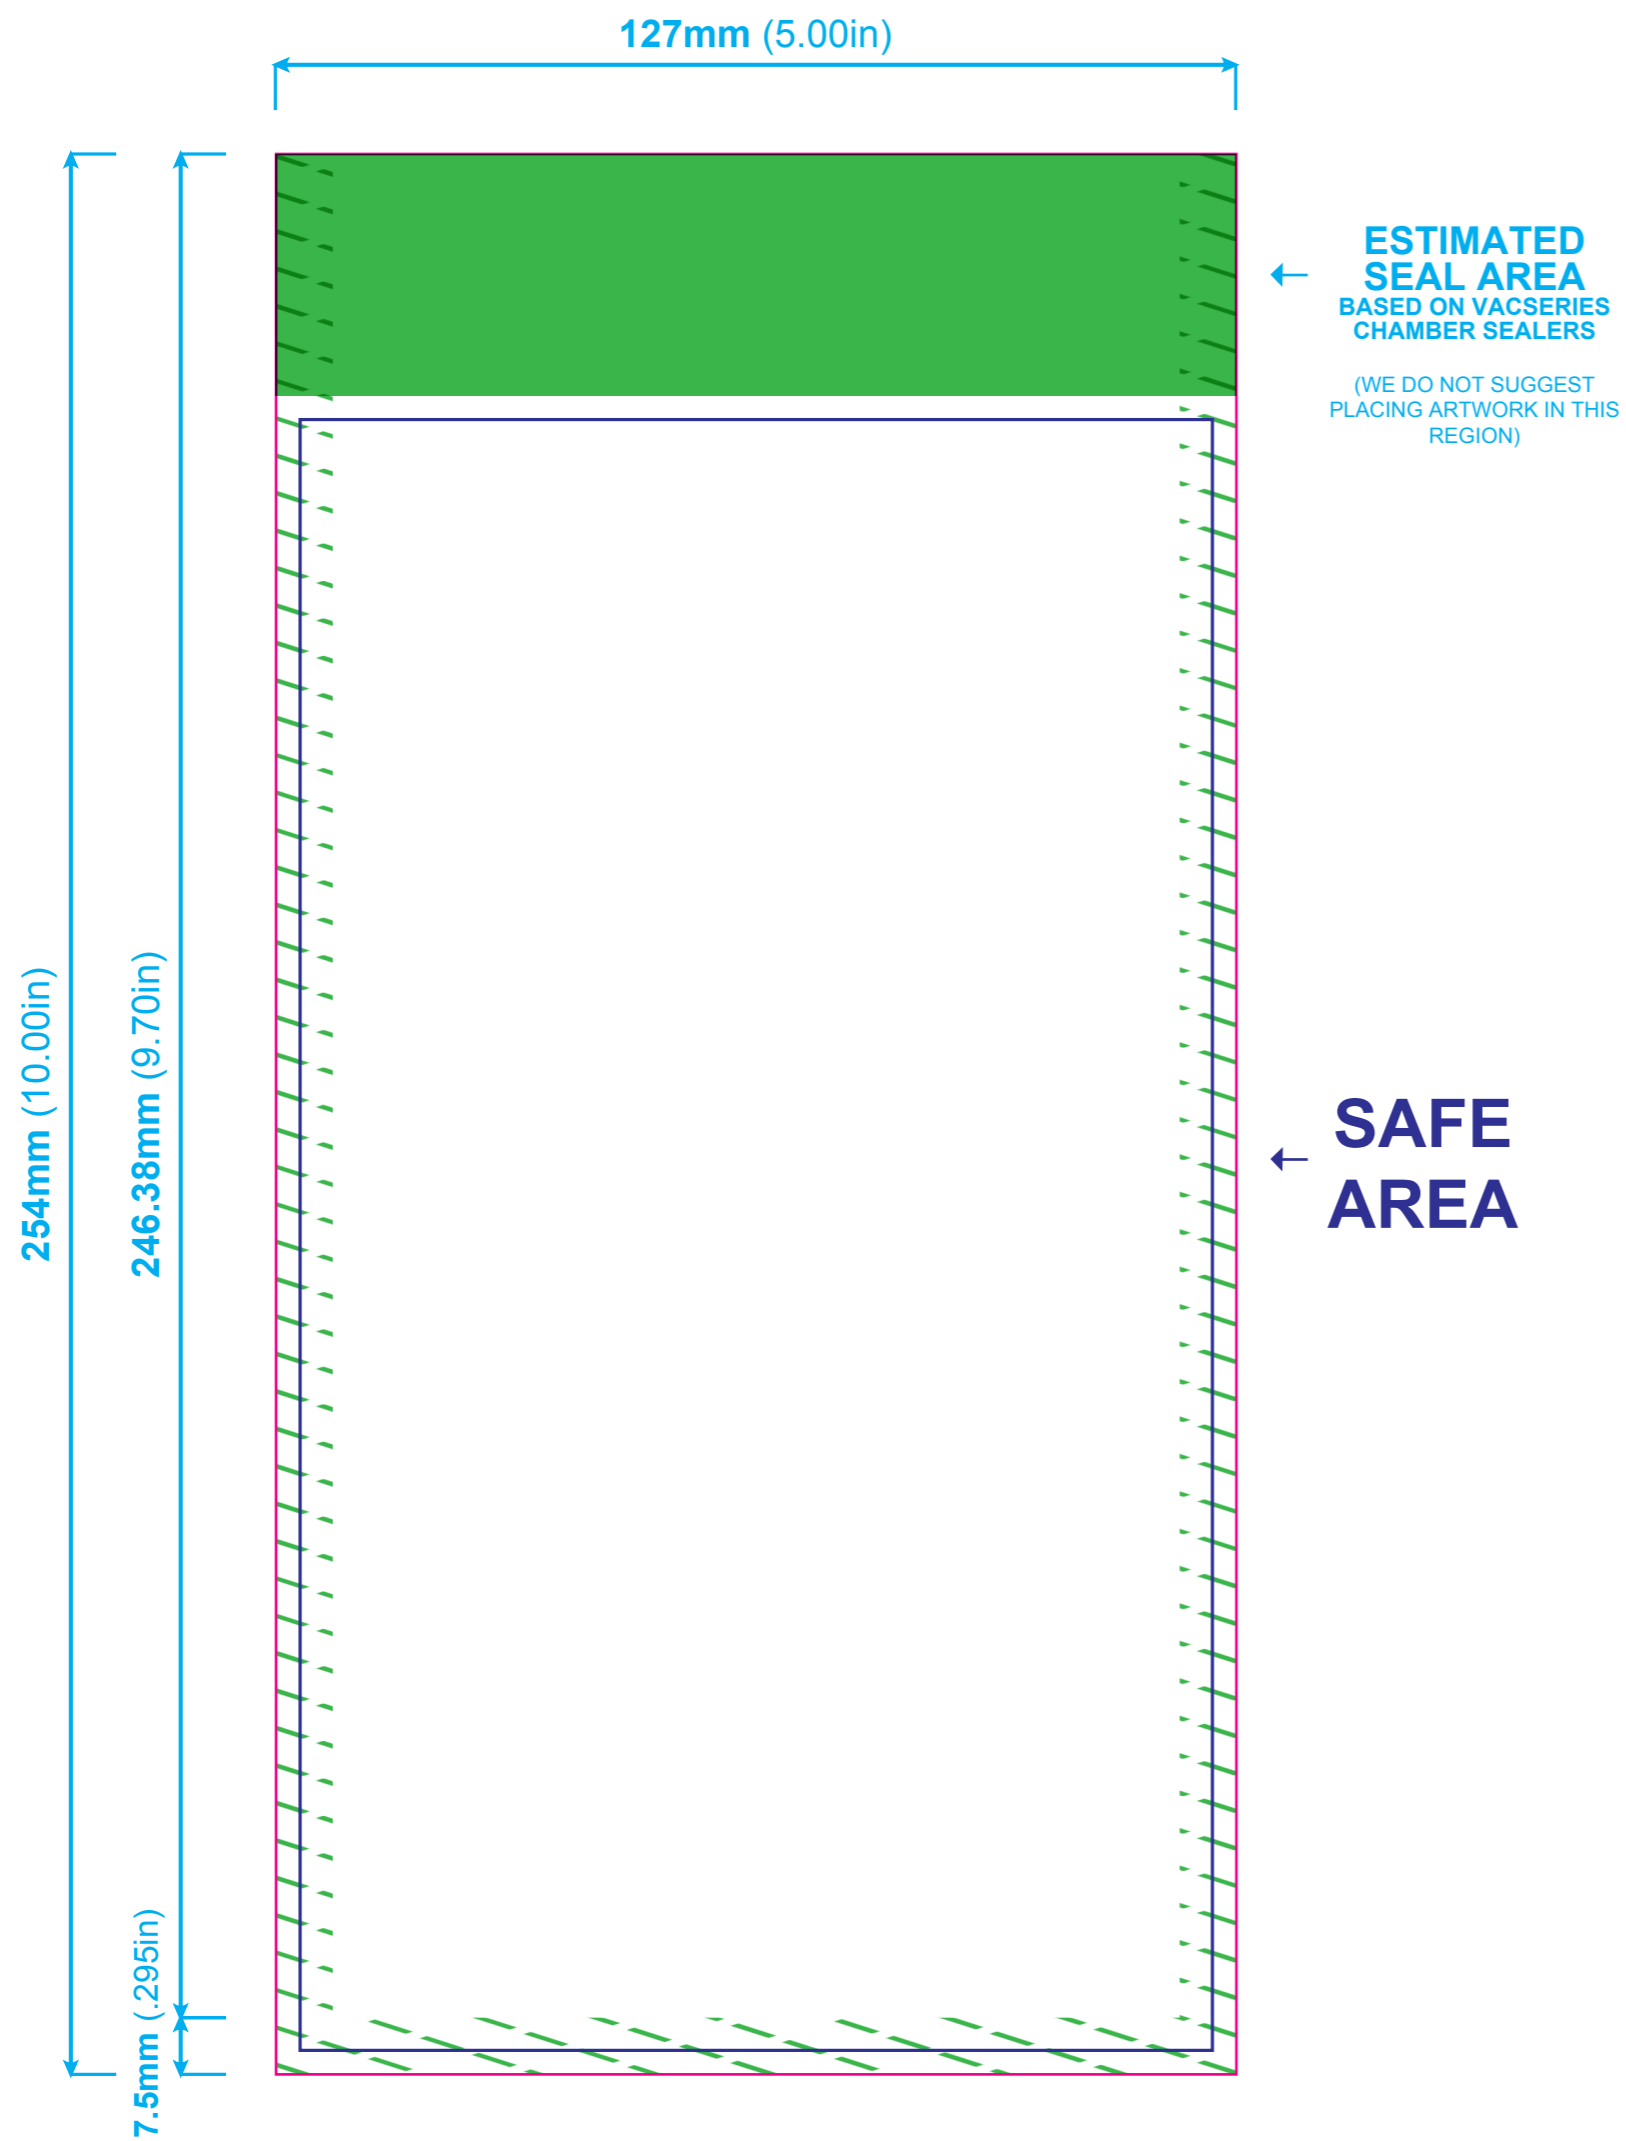 127mm (5.00in)
ESTIMATED
SEAL AREA
BASED ON VACSERIES
CHAMBER SEALERS
(WE DO NOT SUGGEST
PLACING ARTWORK IN THIS
REGION)
254mm (10.00in)
246.38mm (9.70in)
SAFE
AREA
7.5mm (.295in)